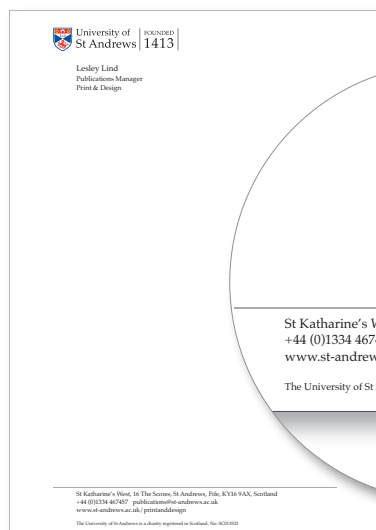 University of
St Andrews
FOUNDED
1413
Lesley Lind
Publications Manager
Print & Design
St Katharine's W
+44 (0)1334 467
www.st-andrew
The University of St
St Katharine's West, 16 The Scores, St Andrews, Fife, KY16 9AX, Scotland
+44 (0)1334 467457 publications@st-andrews.ac.uk
www.st-andrews.ac.uk/printanddesign
The University of St Andrews is a charity registered in Scotland, No: SC013532